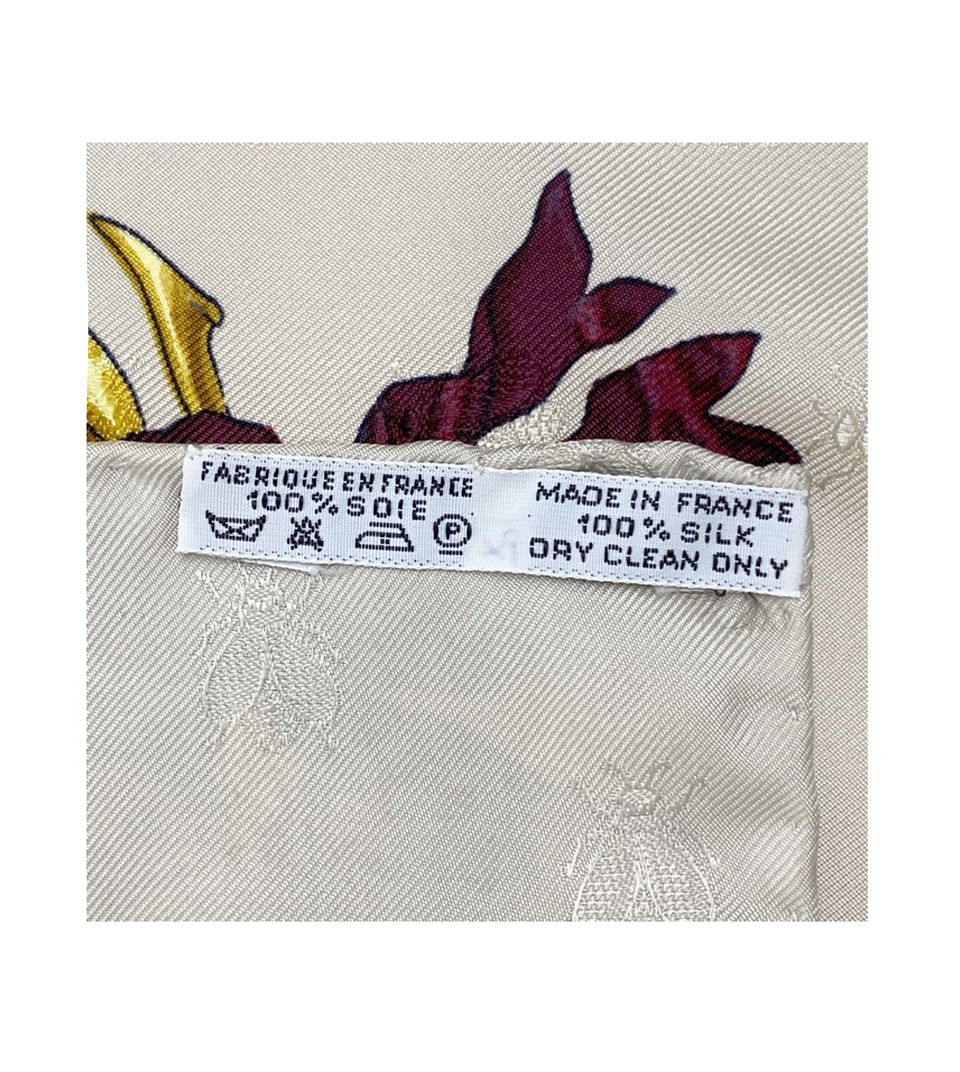 FABRIQUE EN FRANCE
100% SOIE
P
MADE IN FRANCE
100% SILK
DRY CLEAN ONLY